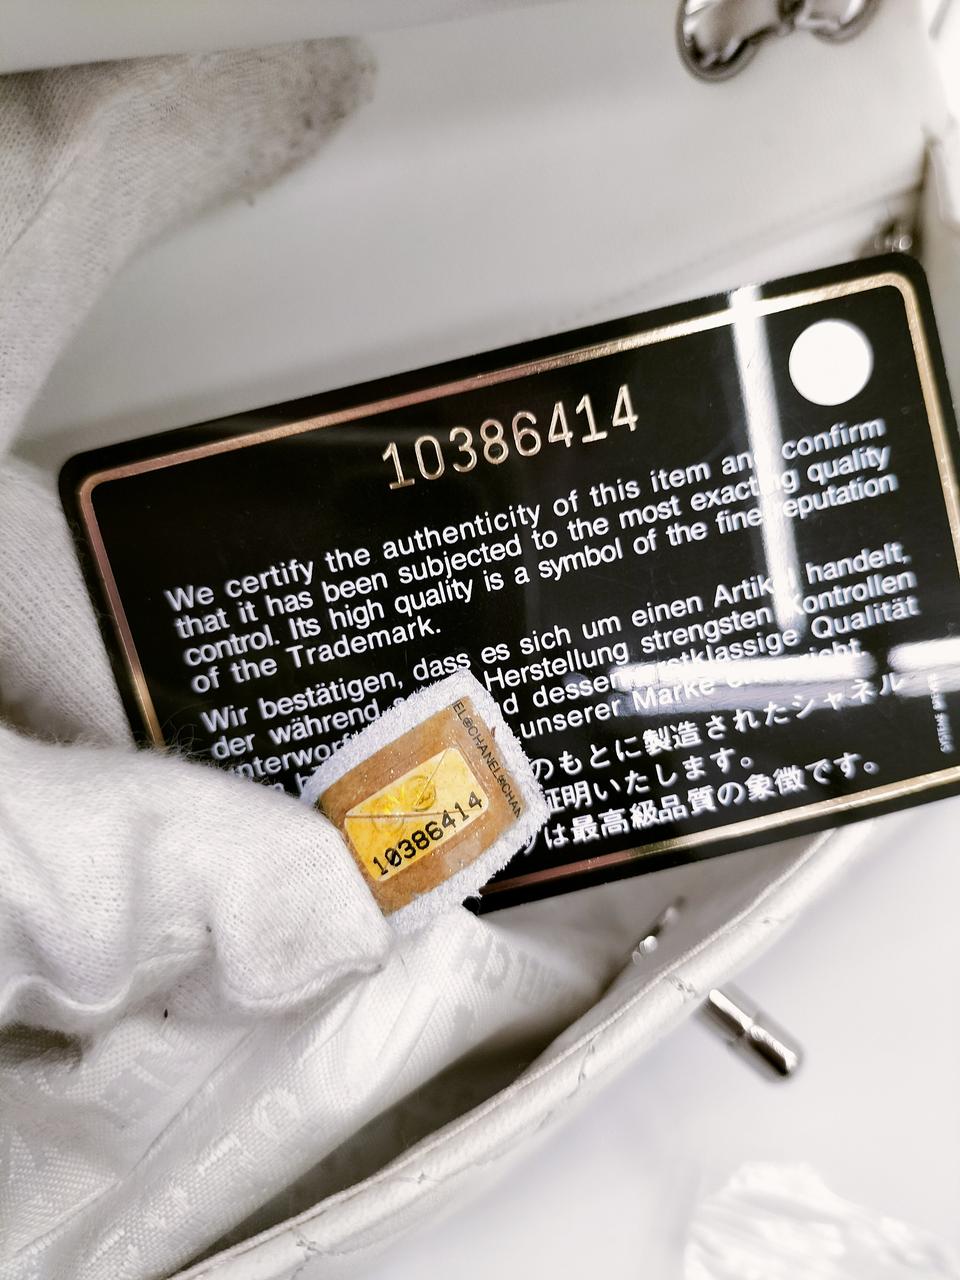 10386414
We certify the authenticity of this item and confirm
that it has been subjected to the most exacting quality
control. Its high quality is a symbol of the fine reputation
of the Trademark.
Wir bestätigen, dass es sich um einen Artikel handelt,
der während Herstellung strengsten Kontrollen
dessen erstklassige Qualität
unserer Marke
のもとに製造されたシャネル
証明いたします。
は最高級品質の象徴です。
CHANEL
10386414